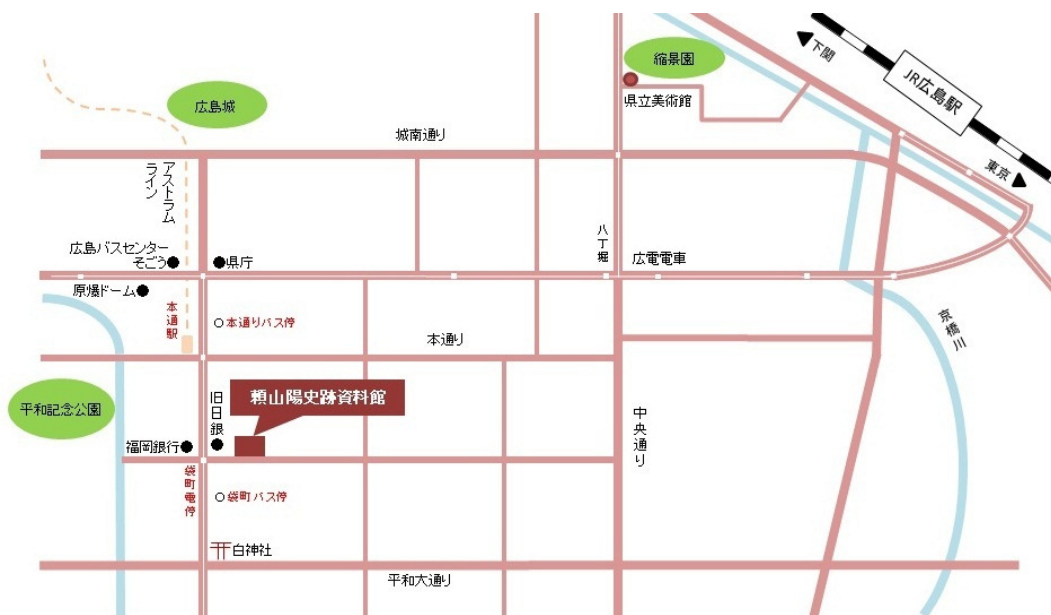 下関
縮景園
JR広島駅
県立美術館
広島城
城南通り
東京
アストラム
ライン
八丁堀
広島バスセンター
そごう
県庁
広電電車
原爆ドーム
本通駅
本通りバス停
本通り
京橋川
頼山陽史跡資料館
平和記念公園
旧日銀
中央通り
福岡銀行
袋町電停
袋町バス停
白神社
平和大通り